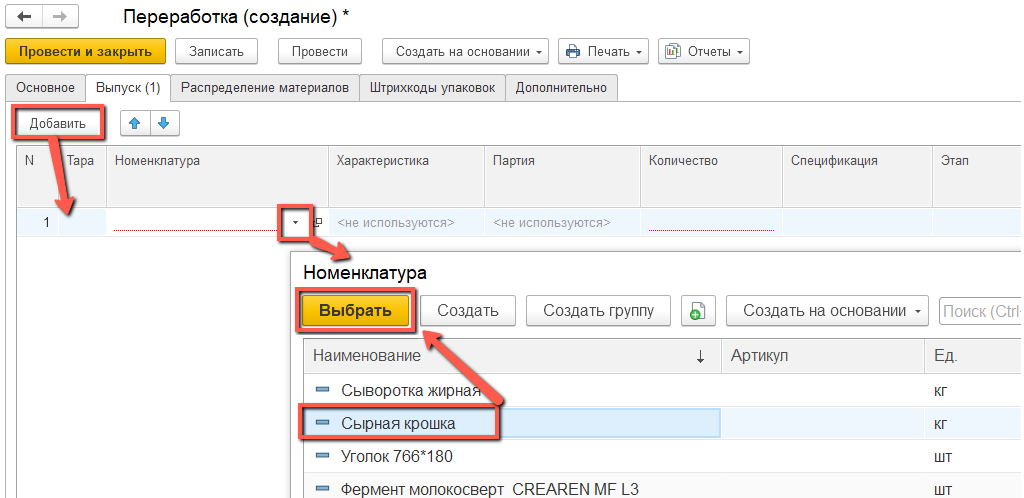 Переработка (создание) *
Провести и закрыть Записать Провести Создать на основании Печать Отчеты
Основное Выпуск (1) Распределение материалов Штрихкоды упаковок Дополнительно
Добавить
N Тара Номенклатура Характеристика Партия Количество Спецификация Этап
1 <не используются> <не используются>
Номенклатура
Выбрать Создать Создать группу Создать на основании Поиск (Ctrl+
Наименование ↓ Артикул Ед.
Сыворотка жирная кг
Сырная крошка кг
Уголок 766*180 шт
Фермент молокосверт CREAREN MF L3 шт